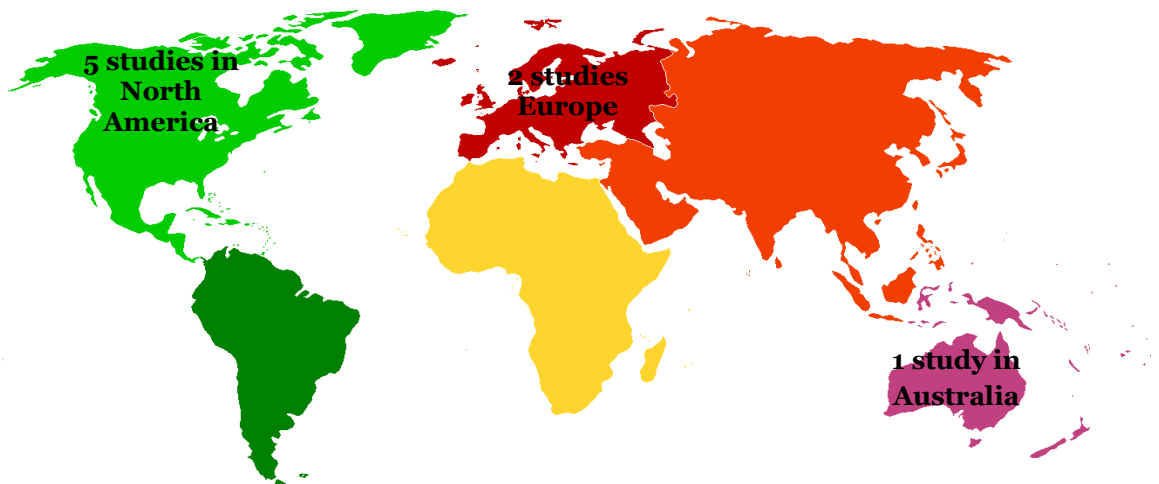 5 studies in
North
America
2 studies
Europe
1 study in
Australia